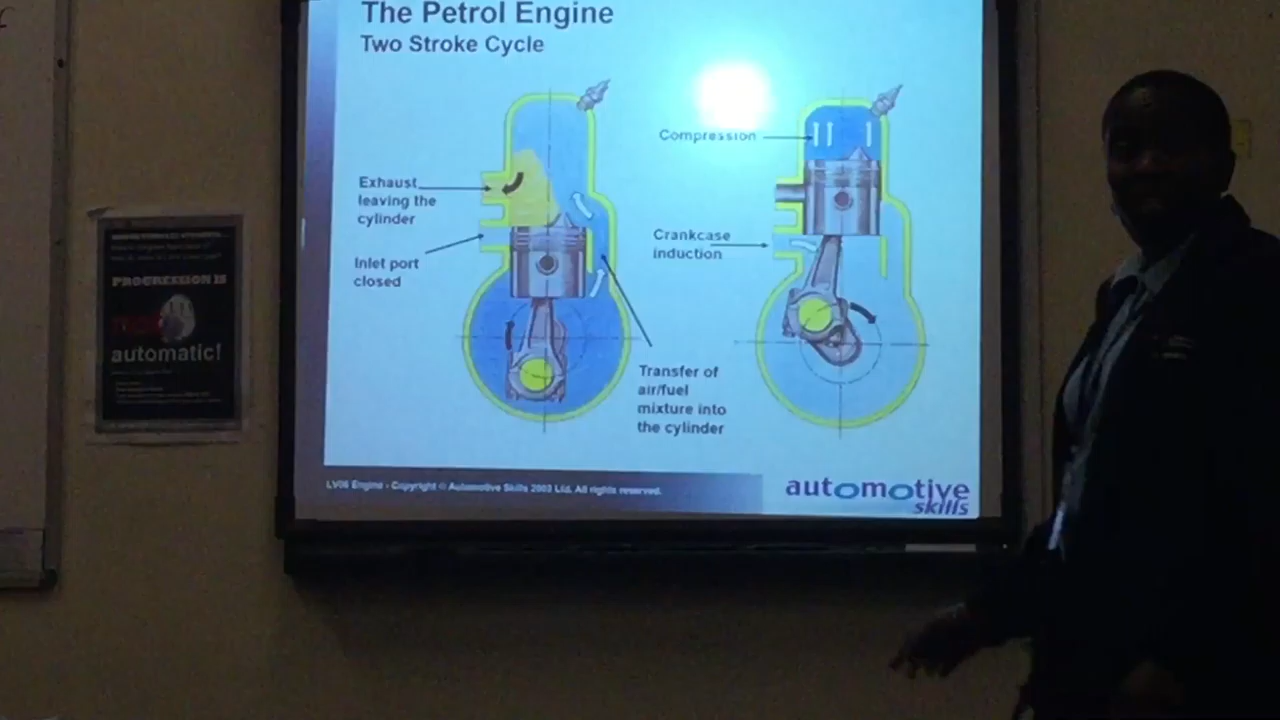 The Petrol Engine
Two Stroke Cycle
Compression
Exhaust
leaving the
cylinder
Inlet port
closed
Crankcase
induction
Transfer of
air/fuel
mixture into
the cylinder
LV06 Engine - Copyright © Automotive Skills 2003 Ltd. All rights reserved.
automotive
skills
PROGRESSION IS
automatic!